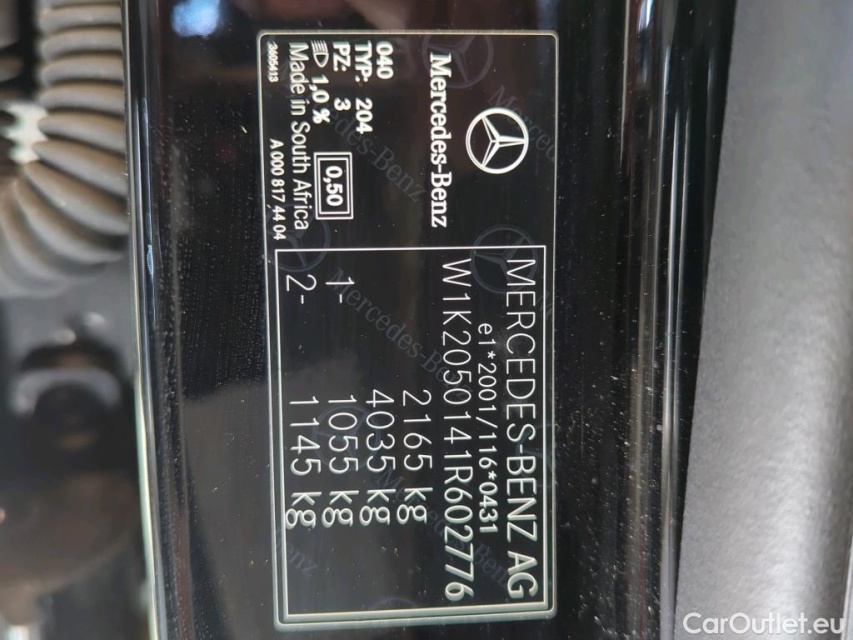 Mercedes-Benz
040
TYP: 204
PZ: 3
1,0 %
0,50
Made in South Africa
2605413
A 000 817 44 04
MERCEDES-BENZ AG
e1*2001/116*0431
W1K2050141R602776
2165 kg
4035 kg
1- 1055 kg
2- 1145 kg
CarOutlet.eu